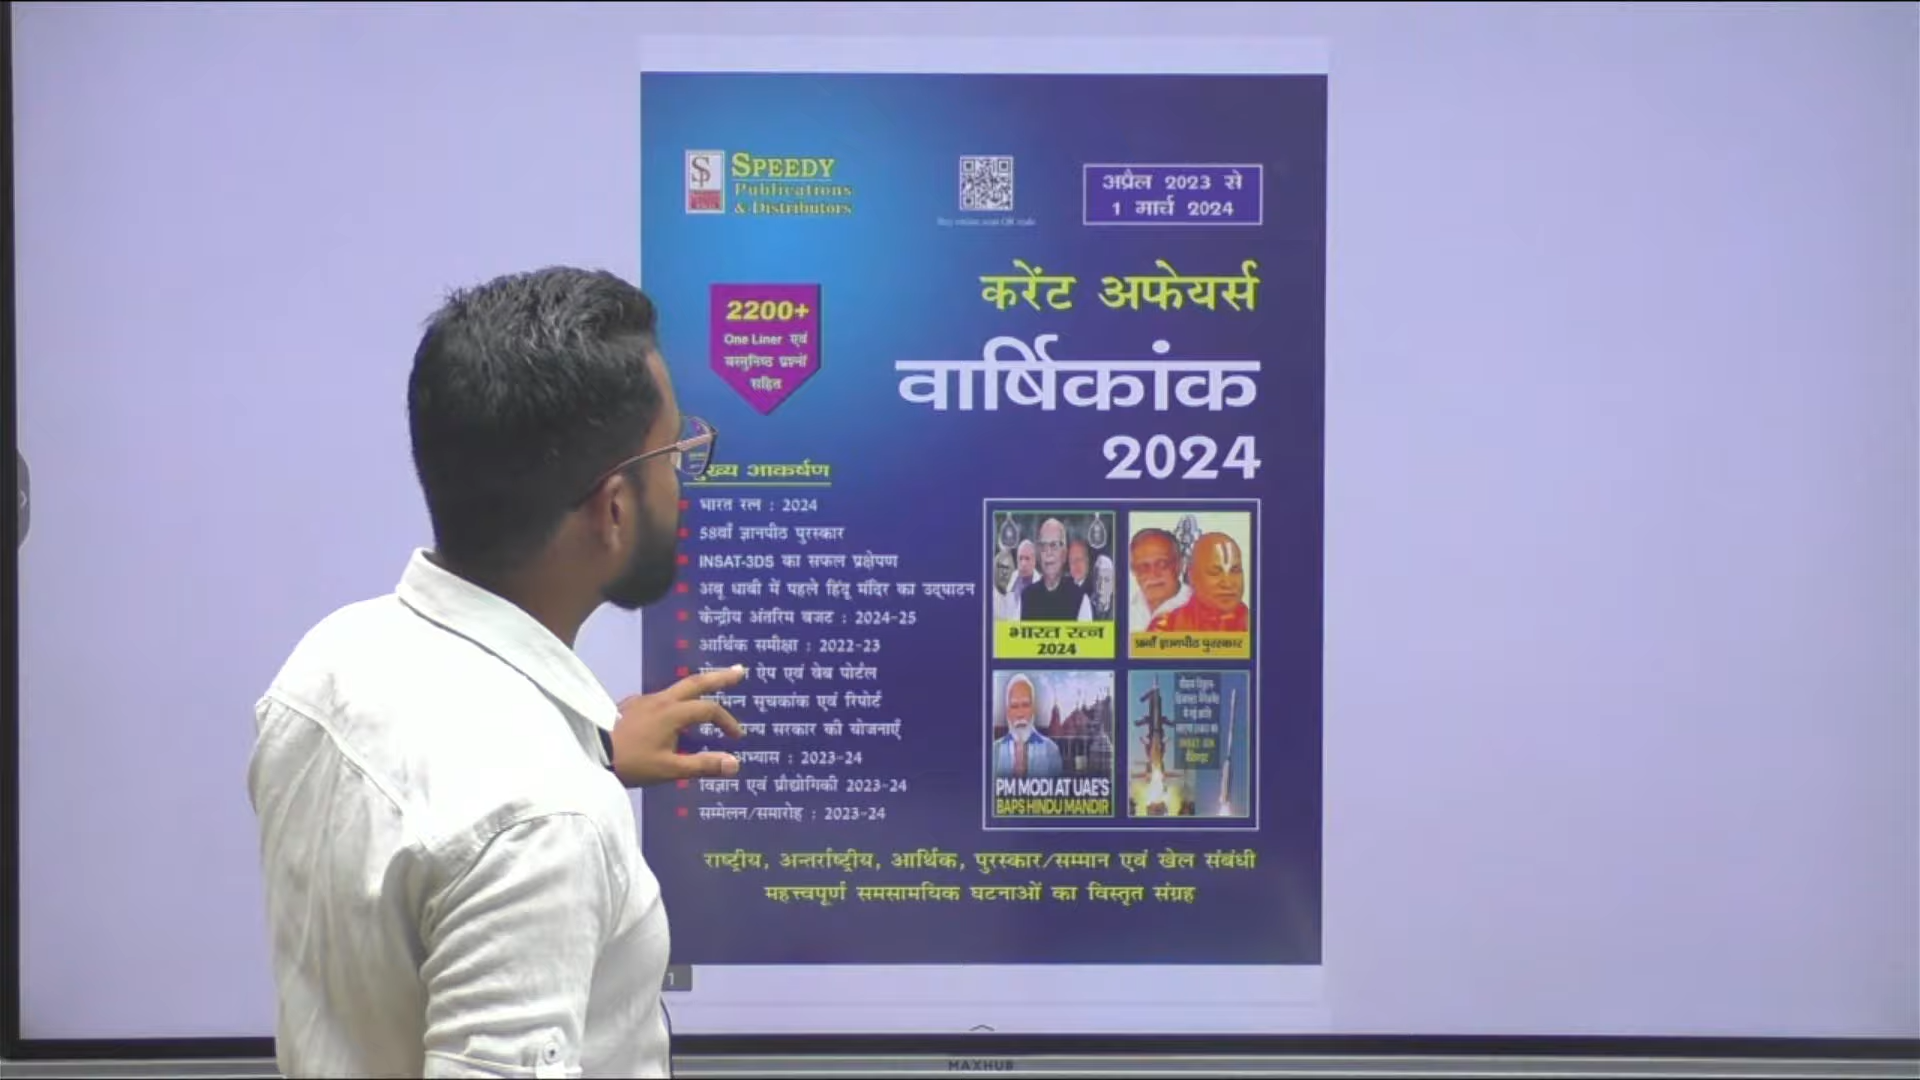 SPEEDY
Publications
& Distributors
अप्रैल 2023 से
1 मार्च 2024
करेंट अफेयर्स
वार्षिकांक
2024
2200+
One Liner एवं
वस्तुनिष्ठ प्रश्नों
सहित
मुख्य आकर्षण
भारत रत्न : 2024
58वाँ ज्ञानपीठ पुरस्कार
INSAT-3DS का सफल प्रक्षेपण
अबू धाबी में पहले हिंदू मंदिर का उद्घाटन
केन्द्रीय अंतरिम बजट : 2024-25
आर्थिक समीक्षा : 2022-23
ऐप एवं वेब पोर्टल
सूचकांक एवं रिपोर्ट
सरकार की योजनाएँ
अभ्यास : 2023-24
विज्ञान एवं प्रौद्योगिकी 2023-24
सम्मेलन/समारोह : 2023-24
भारत रत्न
2024
58वाँ ज्ञानपीठ पुरस्कार
PM MODI AT UAE'S
BAPS HINDU MANDIR
राष्ट्रीय, अन्तर्राष्ट्रीय, आर्थिक, पुरस्कार/सम्मान एवं खेल संबंधी
महत्त्वपूर्ण समसामयिक घटनाओं का विस्तृत संग्रह
1
MAXHUB